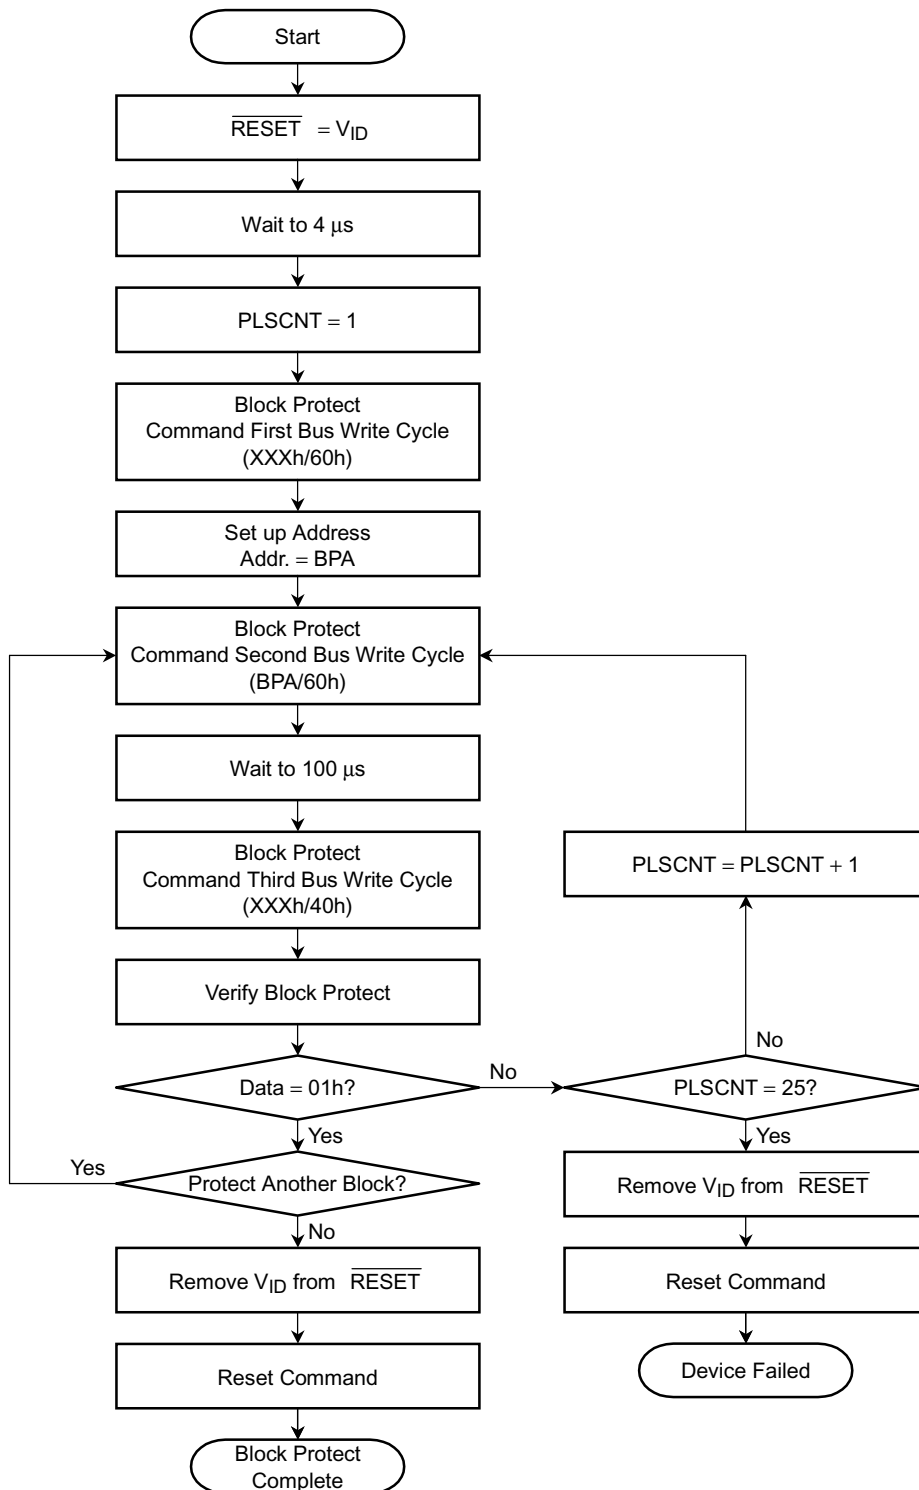 Start
RESET = VID
Wait to 4 μs
PLSCNT = 1
Block Protect
Command First Bus Write Cycle
(XXXh/60h)
Set up Address
Addr. = BPA
Block Protect
Command Second Bus Write Cycle
(BPA/60h)
Wait to 100 μs
Block Protect
Command Third Bus Write Cycle
(XXXh/40h)
PLSCNT = PLSCNT + 1
Verify Block Protect
Data = 01h?
No
PLSCNT = 25?
No
Yes
Yes
Protect Another Block?
Yes
No
Remove VID from RESET
Reset Command
Block Protect
Complete
Remove VID from RESET
Reset Command
Device Failed